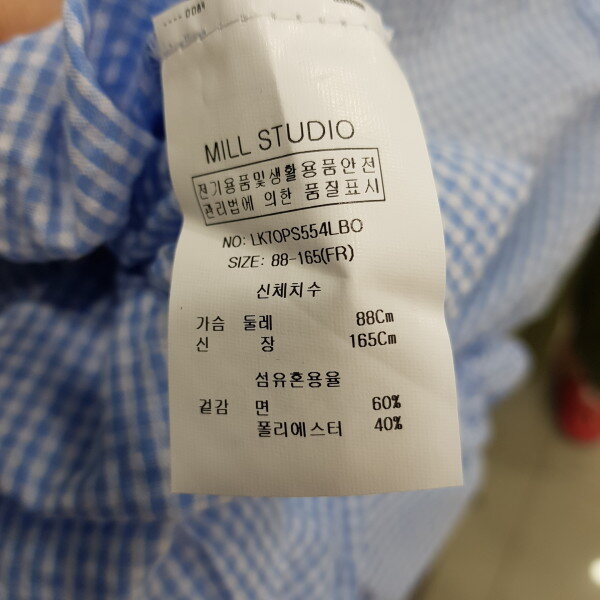 MILL STUDIO
전기용품및생활용품안전
관리법에 의한 품질표시
NO: LK70PS554LBO
SIZE: 88-165(FR)
신체치수
가슴 둘레 88Cm
신 장 165Cm
섬유혼용율
겉감 면 60%
폴리에스터 40%